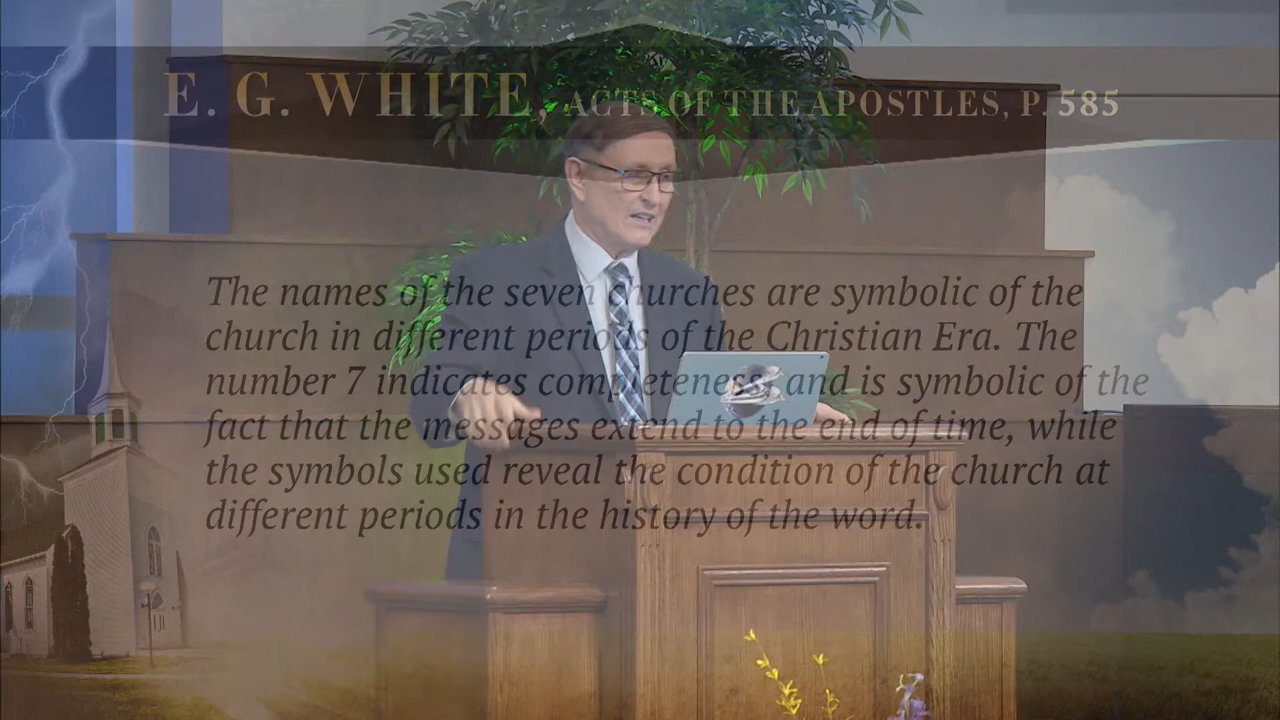 E. G. WHITE, ACTS OF THE APOSTLES, P. 585
The names of the seven churches are symbolic of the
church in different periods of the Christian Era. The
number 7 indicates completeness, and is symbolic of the
fact that the messages extend to the end of time, while
the symbols used reveal the condition of the church at
different periods in the history of the word.